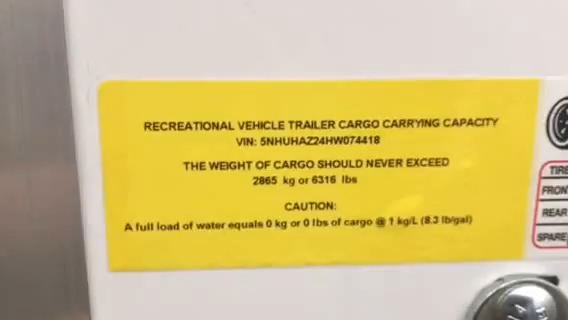 RECREATIONAL VEHICLE TRAILER CARGO CARRYING CAPACITY
VIN: 5NHUHAZ24HW074418
THE WEIGHT OF CARGO SHOULD NEVER EXCEED
2865 kg or 6316 lbs
CAUTION:
A full load of water equals 0 kg or 0 lbs of cargo @ 1 kg/L (8.3 lb/gal)
TIRE
FRON
REAR
SPARE